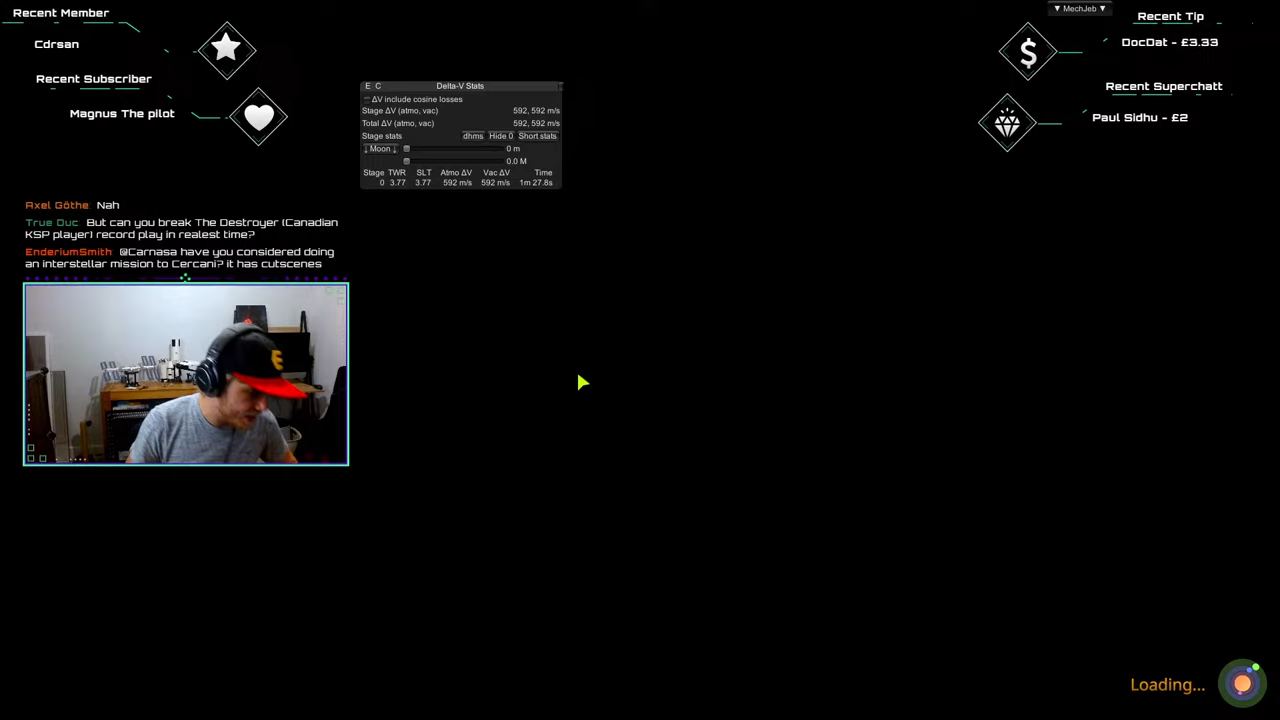 Recent Member
Cdrsan
Recent Subscriber
Magnus The pilot
▼ MechJeb ▼
Recent Tip
DocDat - £3.33
Recent Superchatt
Paul Sidhu - £2
E C Delta-V Stats
ΔV include cosine losses
Stage ΔV (atmo, vac) 592, 592 m/s
Total ΔV (atmo, vac) 592, 592 m/s
Stage stats dhms Hide 0 Short stats
Moon 0 m
0.0 M
Stage TWR SLT Atmo ΔV Vac ΔV Time
0 3.77 3.77 592 m/s 592 m/s 1m 27.8s
Axel Göthe: Nah
True Duc: But can you break The Destroyer (Canadian
KSP player) record play in realest time?
EnderiumSmith: @Carnasa have you considered doing
an interstellar mission to Cercani? it has cutscenes
Loading...